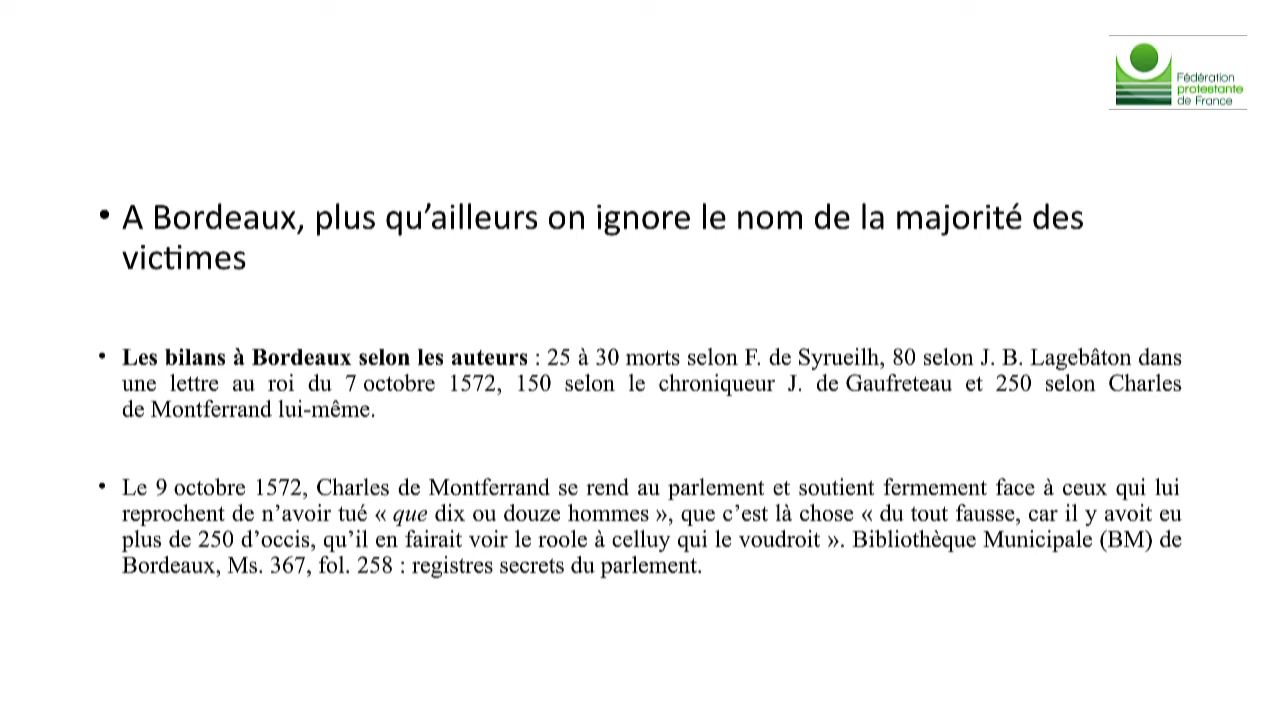 Fédération
protestante
de France
• A Bordeaux, plus qu’ailleurs on ignore le nom de la majorité des
victimes
• Les bilans à Bordeaux selon les auteurs : 25 à 30 morts selon F. de Syrueilh, 80 selon J. B. Lagebâton dans
une lettre au roi du 7 octobre 1572, 150 selon le chroniqueur J. de Gaufreteau et 250 selon Charles
de Montferrand lui-même.
• Le 9 octobre 1572, Charles de Montferrand se rend au parlement et soutient fermement face à ceux qui lui
reprochent de n’avoir tué « que dix ou douze hommes », que c’est là chose « du tout fausse, car il y avoit eu
plus de 250 d’occis, qu’il en fairait voir le roole à celluy qui le voudroit ». Bibliothèque Municipale (BM) de
Bordeaux, Ms. 367, fol. 258 : registres secrets du parlement.